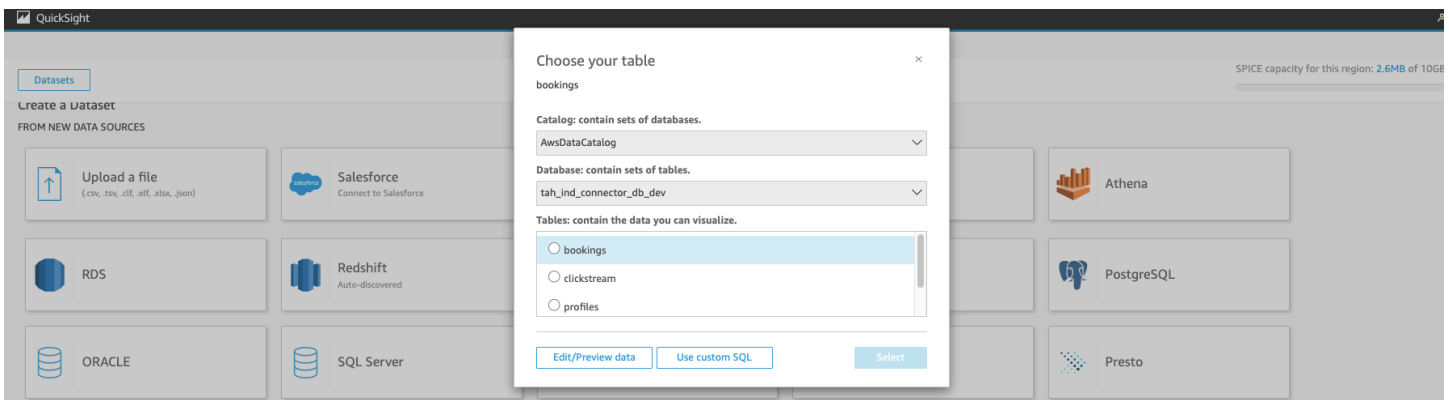 QuickSight
Datasets
SPICE capacity for this region: 2.6MB of 10GB
Create a Dataset
FROM NEW DATA SOURCES
Upload a file
(.csv, .tsv, .clf, .elf, .xlsx, .json)
salesforce
Salesforce
Connect to Salesforce
Athena
RDS
Redshift
Auto-discovered
PostgreSQL
ORACLE
SQL Server
Presto
Choose your table
×
bookings
Catalog: contain sets of databases.
AwsDataCatalog
Database: contain sets of tables.
tah_ind_connector_db_dev
Tables: contain the data you can visualize.
bookings
clickstream
profiles
Edit/Preview data
Use custom SQL
Select